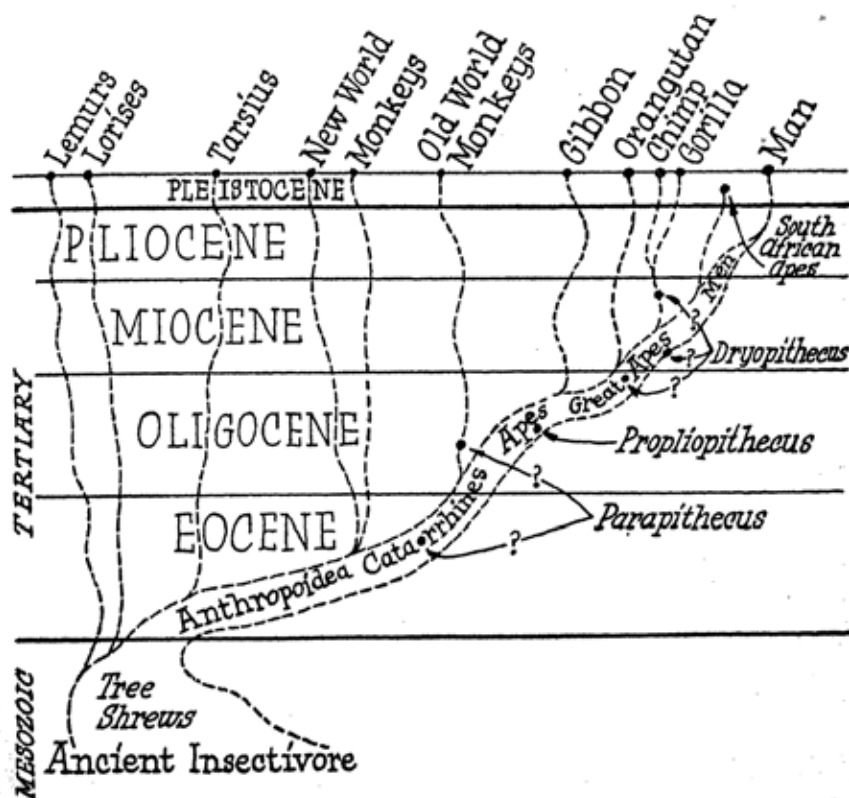 Lemurs
Lorises
Tarsius
New World
Monkeys
Old World
Monkeys
Gibbon
Orangutan
Chimp
Gorilla
Man
PLEISTOCENE
PLIOCENE
South
African
apes
Men
MIOCENE
?
Dryopithecus
?
?
TERTIARY
OLIGOCENE
Apes
Great Apes
Propliopithecus
?
Parapithecus
EOCENE
?
Anthropoidea Catarrhines
MESOZOIC
Tree
Shrews
Ancient Insectivore